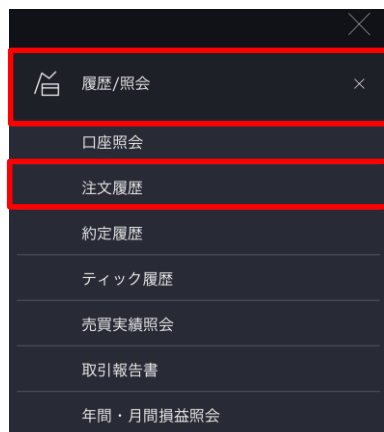 履歴/照会
口座照会
注文履歴
約定履歴
ティック履歴
売買実績照会
取引報告書
年間・月間損益照会